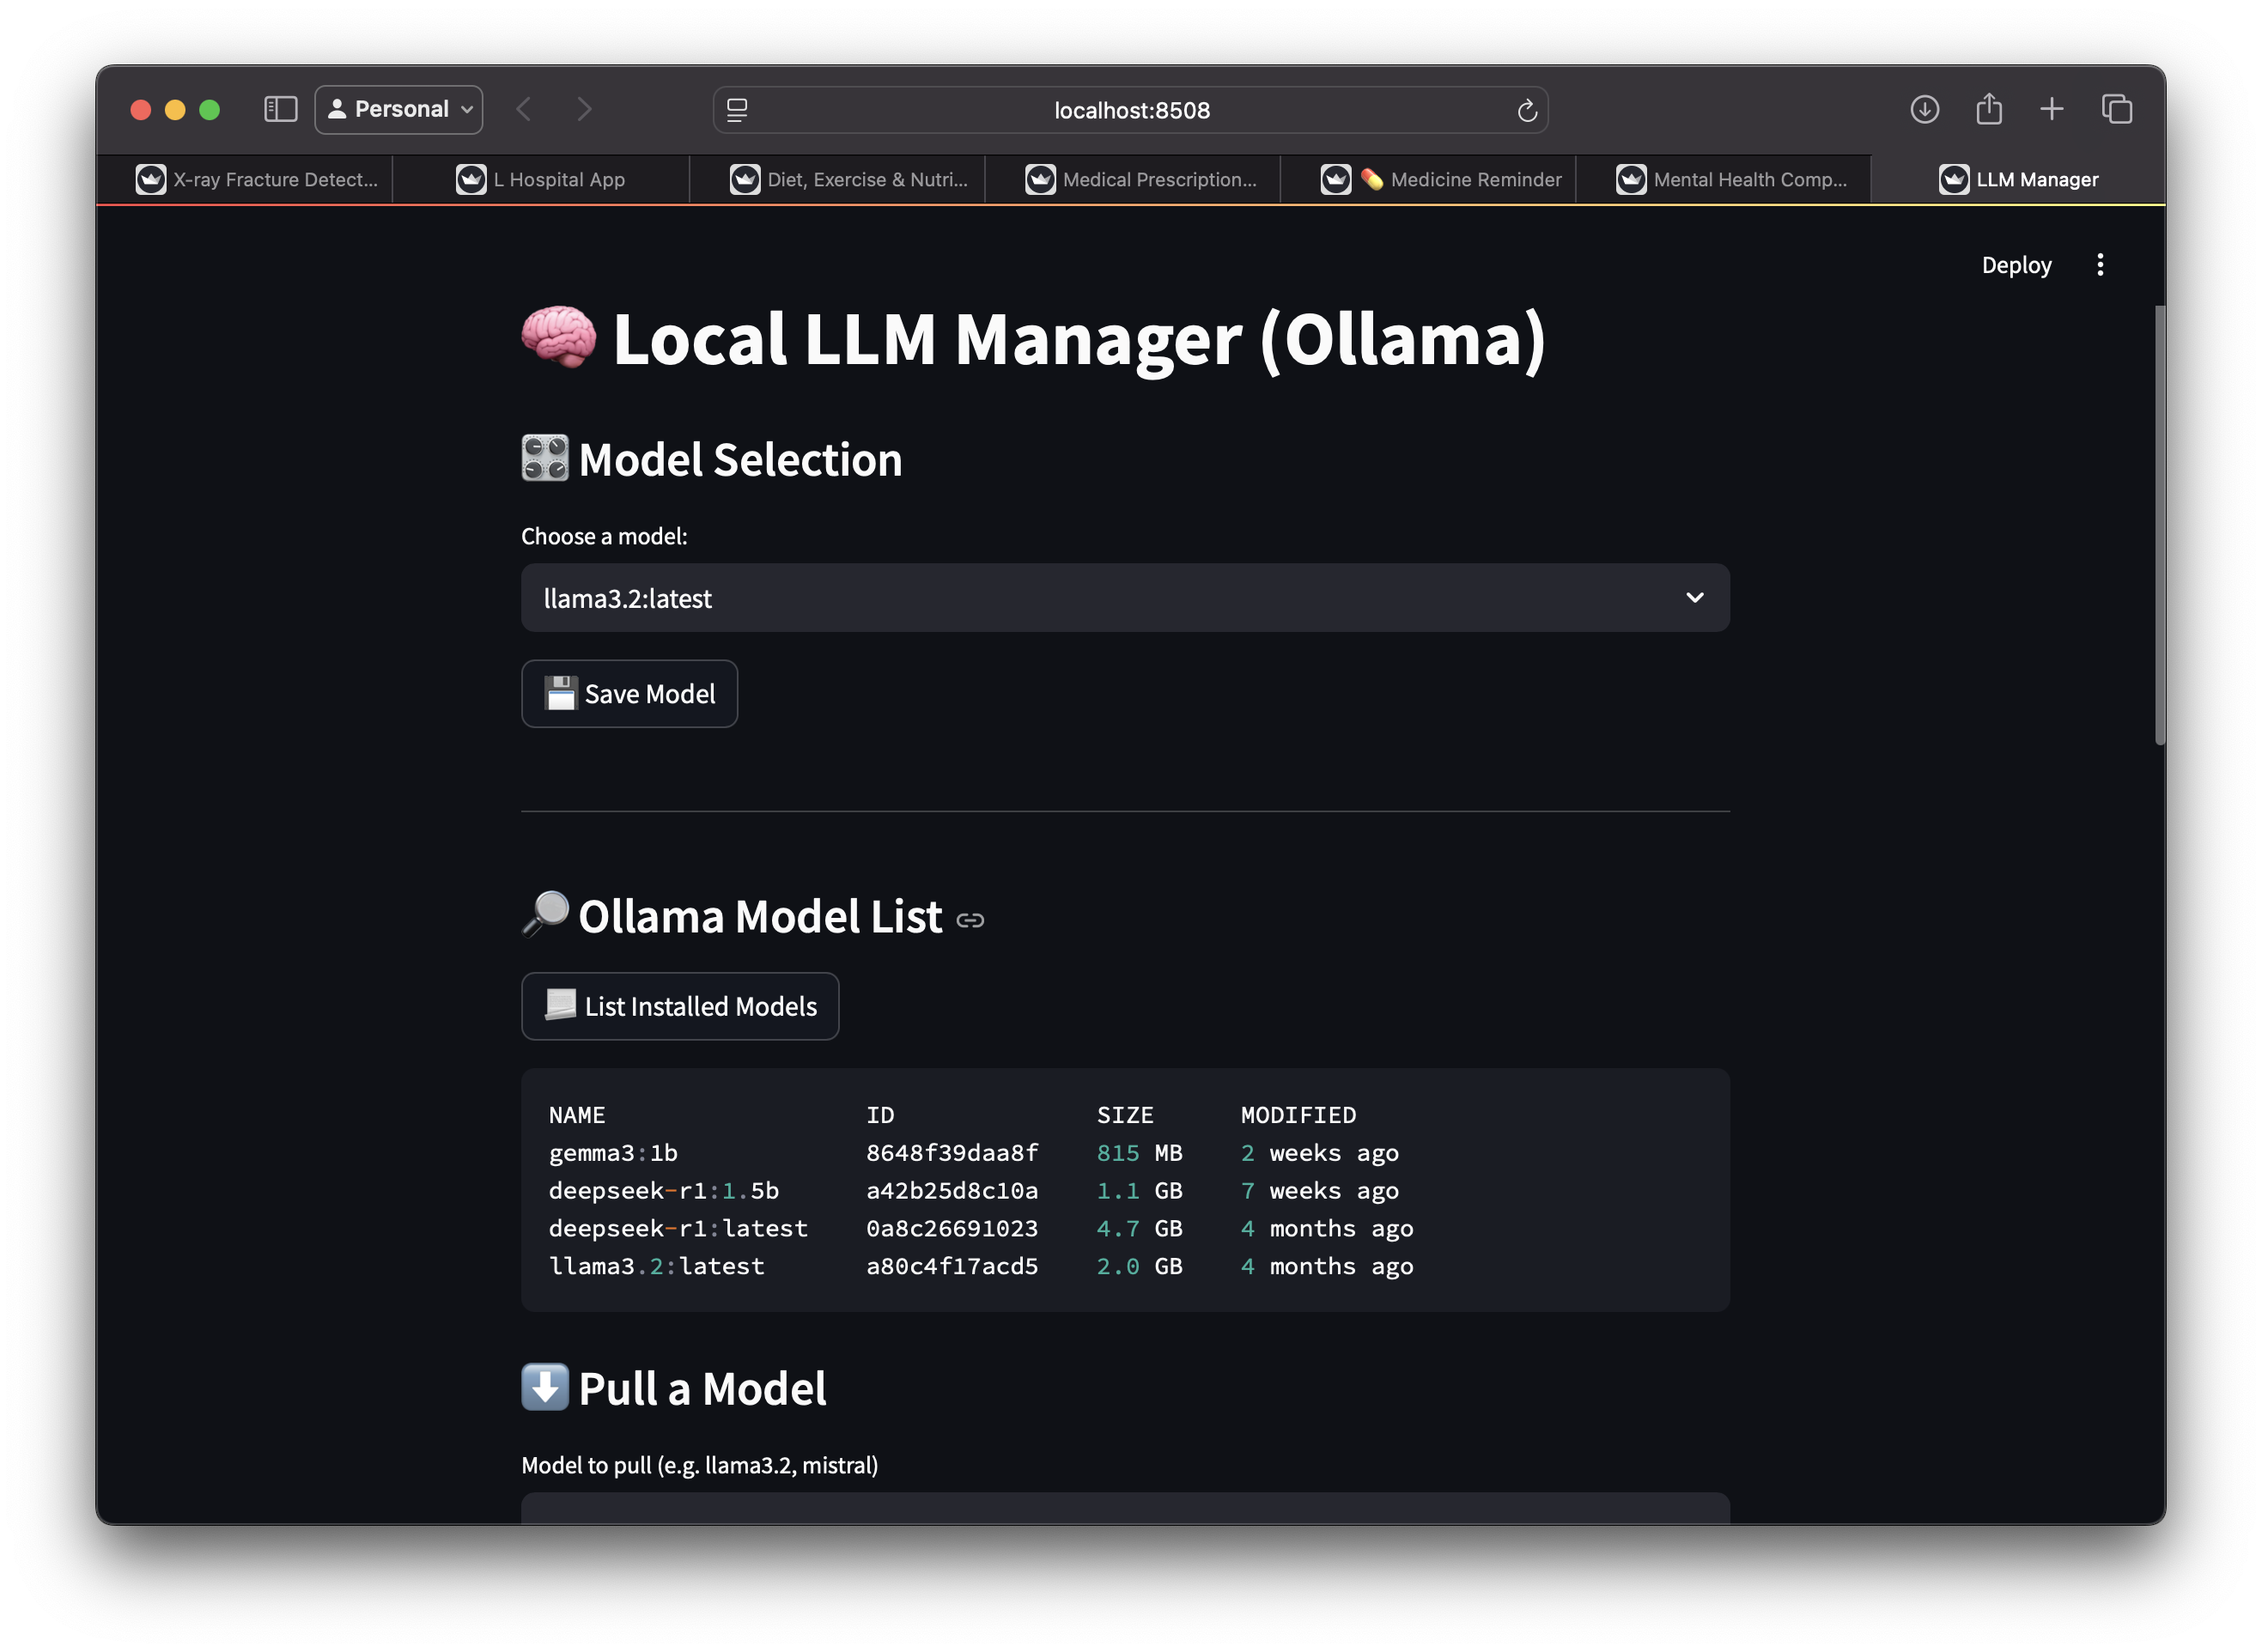 Personal
localhost:8508
X-ray Fracture Detect...
L Hospital App
Diet, Exercise & Nutri...
Medical Prescription...
💊 Medicine Reminder
Mental Health Comp...
LLM Manager
Deploy
🧠 Local LLM Manager (Ollama)
🎛️ Model Selection
Choose a model:
llama3.2:latest
💾 Save Model
🔎 Ollama Model List
📃 List Installed Models
NAME ID SIZE MODIFIED
gemma3:1b 8648f39daa8f 815 MB 2 weeks ago
deepseek-r1:1.5b a42b25d8c10a 1.1 GB 7 weeks ago
deepseek-r1:latest 0a8c26691023 4.7 GB 4 months ago
llama3.2:latest a80c4f17acd5 2.0 GB 4 months ago
⬇️ Pull a Model
Model to pull (e.g. llama3.2, mistral)